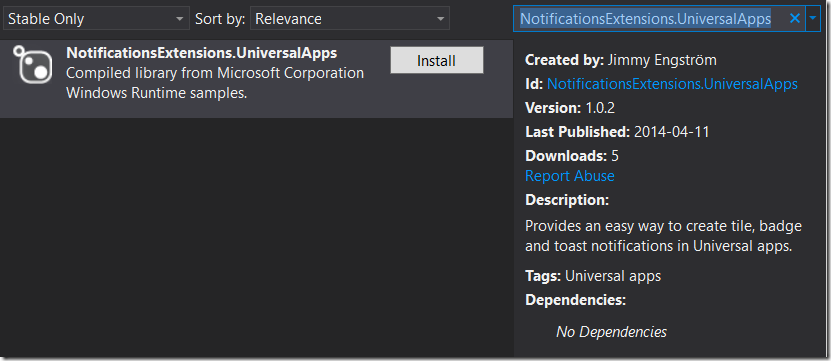 Stable Only
Sort by: Relevance
NotificationsExtensions.UniversalApps
NotificationsExtensions.UniversalApps
Compiled library from Microsoft Corporation
Windows Runtime samples.
Install
Created by: Jimmy Engström
Id: NotificationsExtensions.UniversalApps
Version: 1.0.2
Last Published: 2014-04-11
Downloads: 5
Report Abuse
Description:
Provides an easy way to create tile, badge
and toast notifications in Universal apps.
Tags: Universal apps
Dependencies:
No Dependencies